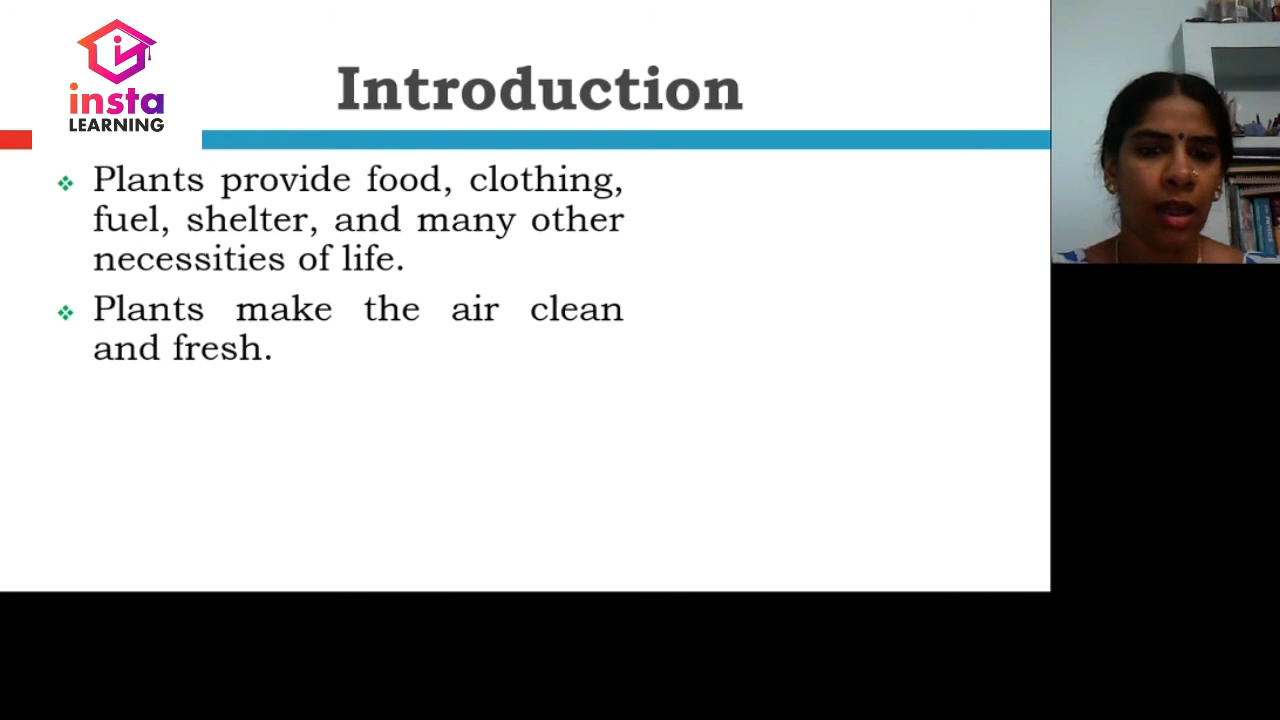 insta
LEARNING
Introduction
Plants provide food, clothing,
fuel, shelter, and many other
necessities of life.
Plants make the air clean
and fresh.